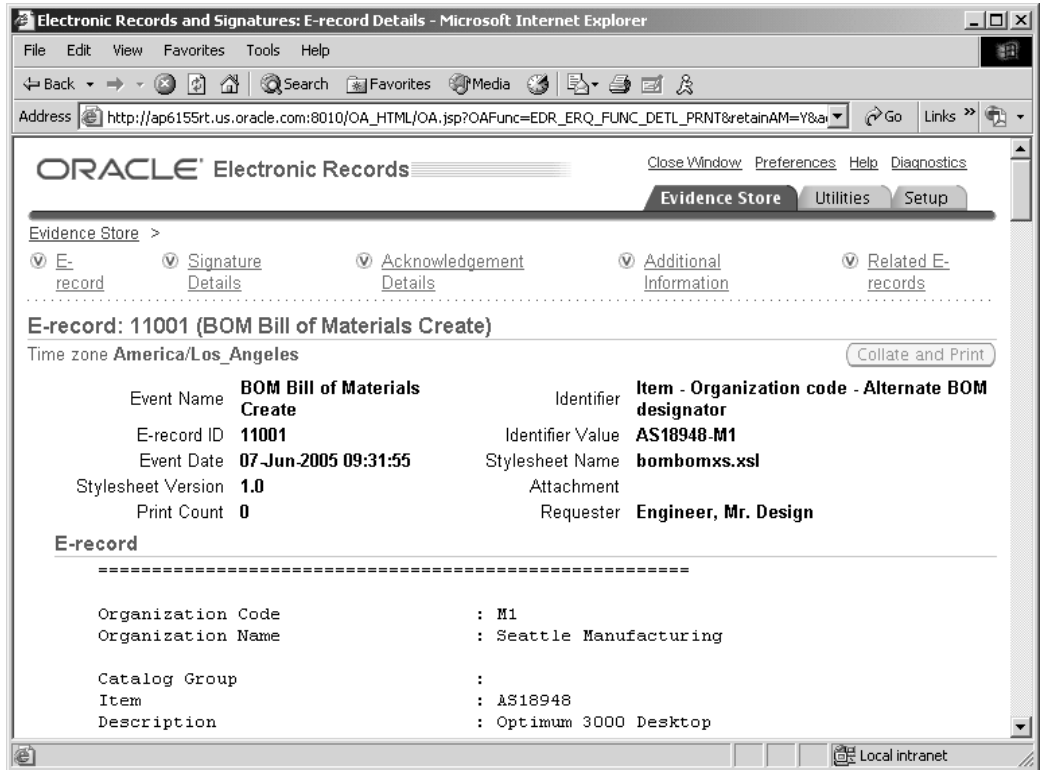 Electronic Records and Signatures: E-record Details - Microsoft Internet Explorer
File Edit View Favorites Tools Help
Back Search Favorites Media
Address http://ap6155rt.us.oracle.com:8010/OA_HTML/OA.jsp?OAFunc=EDR_ERQ_FUNC_DETL_PRNT&retainAM=Y&a Go Links »
ORACLE Electronic Records
Close Window Preferences Help Diagnostics
Evidence Store Utilities Setup
Evidence Store >
E-record Signature Details Acknowledgement Details Additional Information Related E-records
E-record: 11001 (BOM Bill of Materials Create)
Time zone America/Los_Angeles Collate and Print
Event Name BOM Bill of Materials Create Identifier Item - Organization code - Alternate BOM designator
E-record ID 11001 Identifier Value AS18948-M1
Event Date 07-Jun-2005 09:31:55 Stylesheet Name bombomxs.xsl
Stylesheet Version 1.0 Attachment
Print Count 0 Requester Engineer, Mr. Design
E-record
=======================================================
Organization Code : M1
Organization Name : Seattle Manufacturing
Catalog Group :
Item : AS18948
Description : Optimum 3000 Desktop
Local intranet